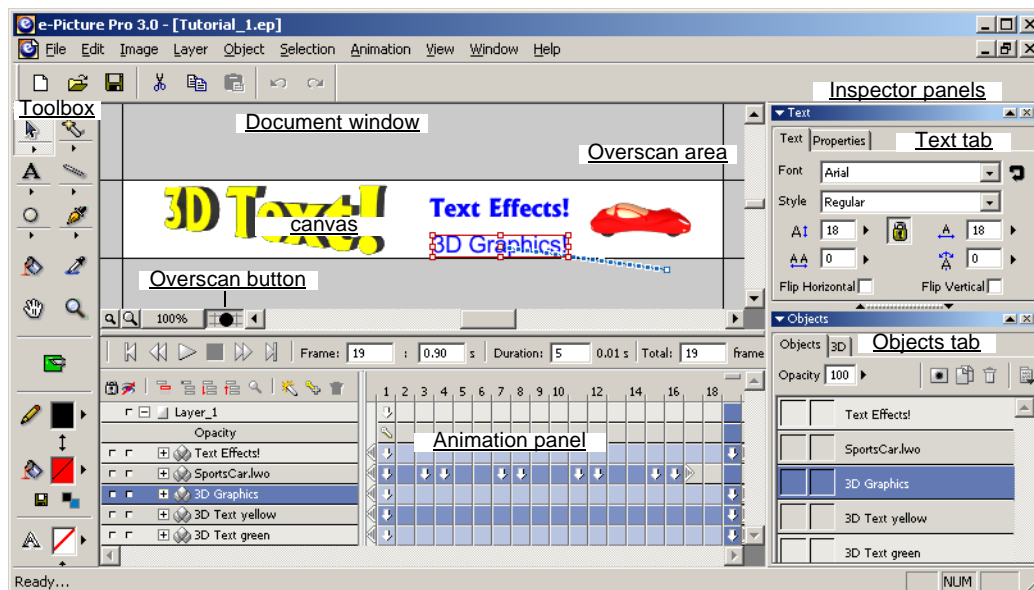 e-Picture Pro 3.0 - [Tutorial_1.ep]
File Edit Image Layer Object Selection Animation View Window Help
Toolbox
Document window
Overscan area
3D Text!
canvas
Text Effects!
3D Graphics!
Overscan button
100%
Inspector panels
Text
Text Properties
Text tab
Font Arial
Style Regular
18 18
0 0
Flip Horizontal Flip Vertical
Objects
Objects 3D
Objects tab
Opacity 100
Text Effects!
SportsCar.lwo
3D Graphics
3D Text yellow
3D Text green
Frame: 19 : 0.90 s Duration: 5 0.01 s Total: 19 frame
1 2 3 4 5 6 7 8 9 10 12 14 16 18
Layer_1
Opacity
Animation panel
Text Effects!
SportsCar.lwo
3D Graphics
3D Text yellow
3D Text green
Ready...
NUM